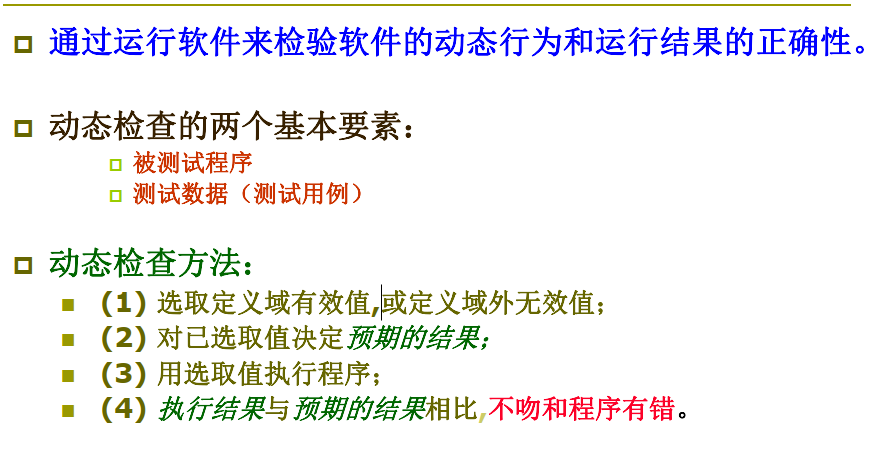 通过运行软件来检验软件的动态行为和运行结果的正确性。
动态检查的两个基本要素：
被测试程序
测试数据（测试用例）
动态检查方法：
(1) 选取定义域有效值,或定义域外无效值；
(2) 对已选取值决定预期的结果；
(3) 用选取值执行程序；
(4) 执行结果与预期的结果相比,不吻和程序有错。